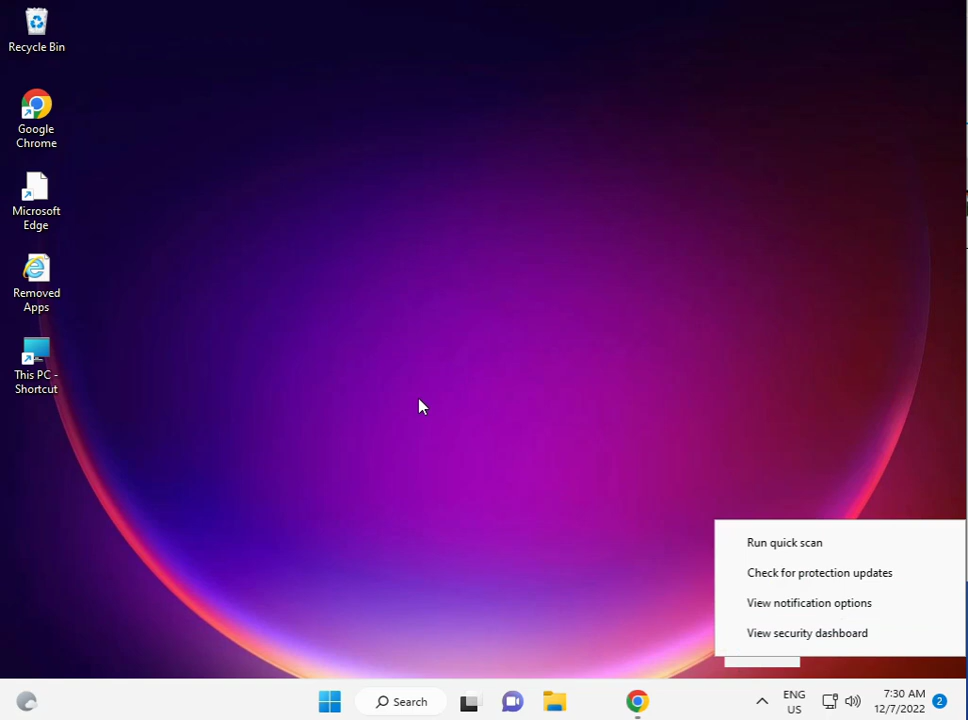 Recycle Bin
Google
Chrome
Microsoft
Edge
Removed
Apps
This PC -
Shortcut
Run quick scan
Check for protection updates
View notification options
View security dashboard
Search
ENG
US
7:30 AM
12/7/2022
2